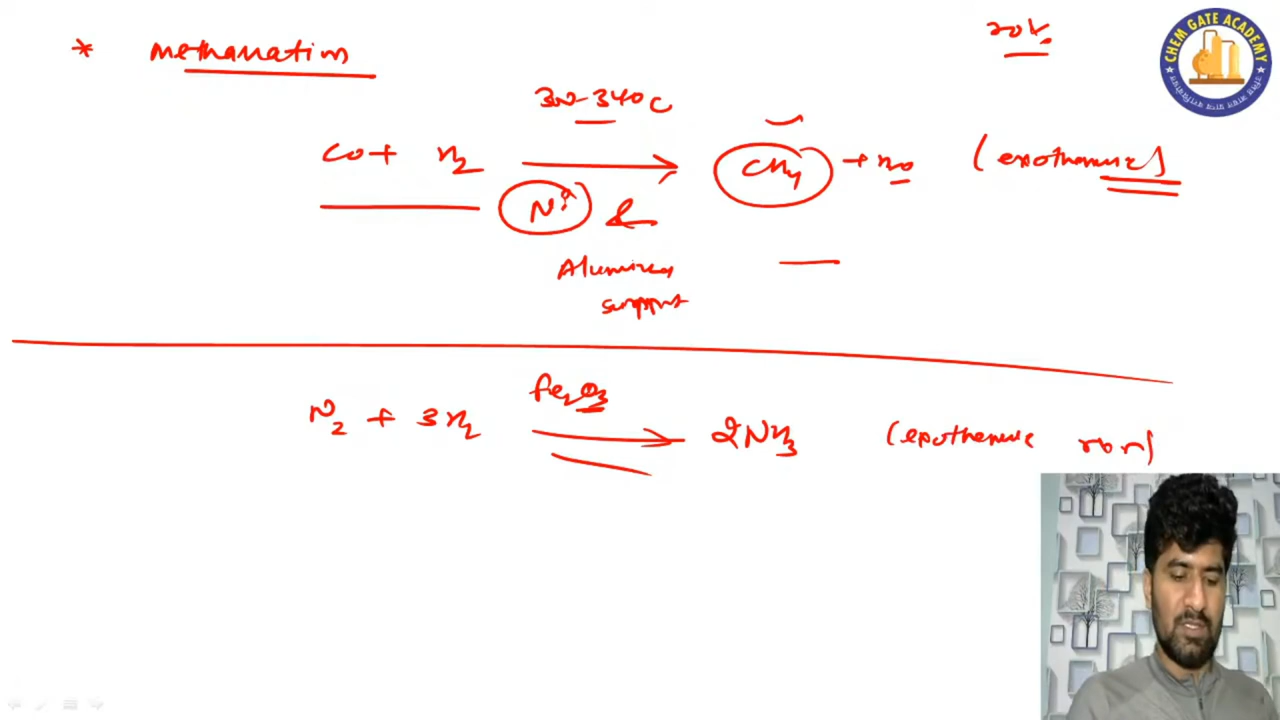 * methanation
20%
300-340 C
CO + H2 → CH4 + H2O (exothermic)
Ni &
Alumina
support
Fe2O3
N2 + 3H2 → 2NH3 (exothermic rxn)
CHEM GATE ACADEMY